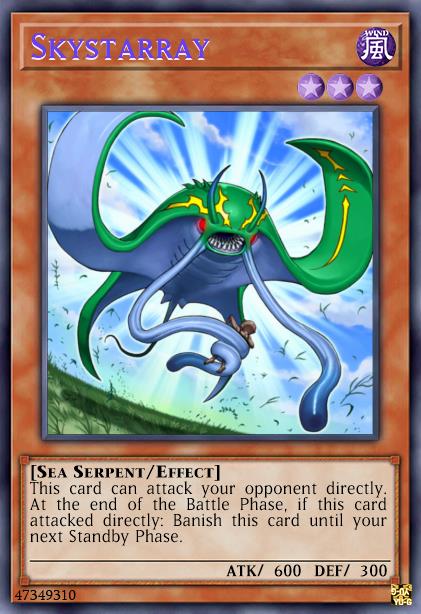 Skystarray
WIND
風
[Sea Serpent/Effect]
This card can attack your opponent directly.
At the end of the Battle Phase, if this card
attacked directly: Banish this card until your
next Standby Phase.
ATK/ 600 DEF/ 300
47349310